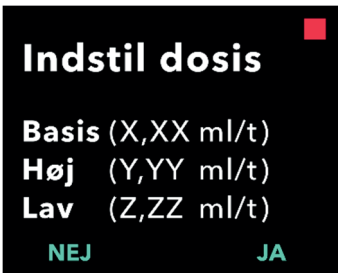 Indstil dosis
Basis (X,XX ml/t)
Høj (Y,YY ml/t)
Lav (Z,ZZ ml/t)
NEJ JA